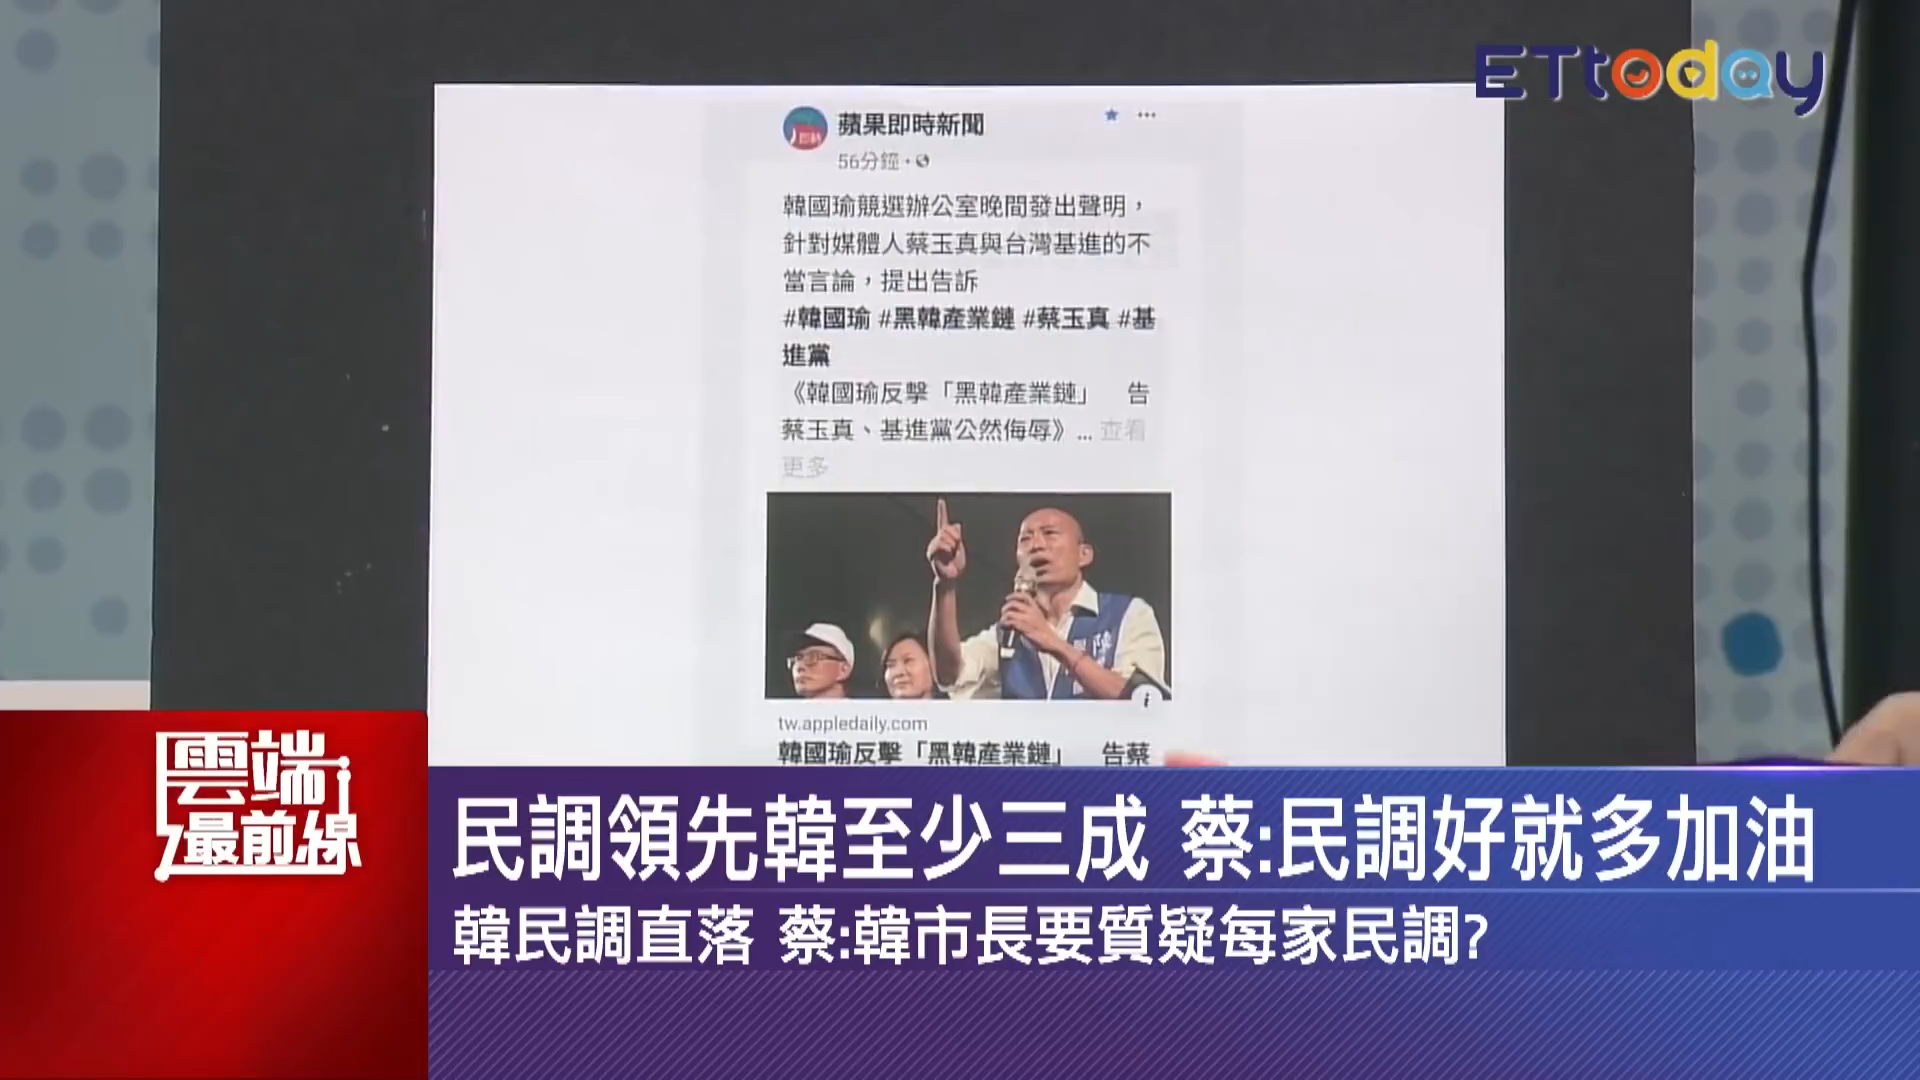 ETtoday
蘋果即時新聞
56分鐘·
韓國瑜競選辦公室晚間發出聲明，
針對媒體人蔡玉真與台灣基進的不
當言論，提出告訴
#韓國瑜 #黑韓產業鏈 #蔡玉真 #基
進黨
《韓國瑜反擊「黑韓產業鏈」　告
蔡玉真、基進黨公然侮辱》... 查看
更多
tw.appledaily.com
韓國瑜反擊「黑韓產業鏈」　告蔡
雲端
最前線
民調領先韓至少三成 蔡:民調好就多加油
韓民調直落 蔡:韓市長要質疑每家民調?